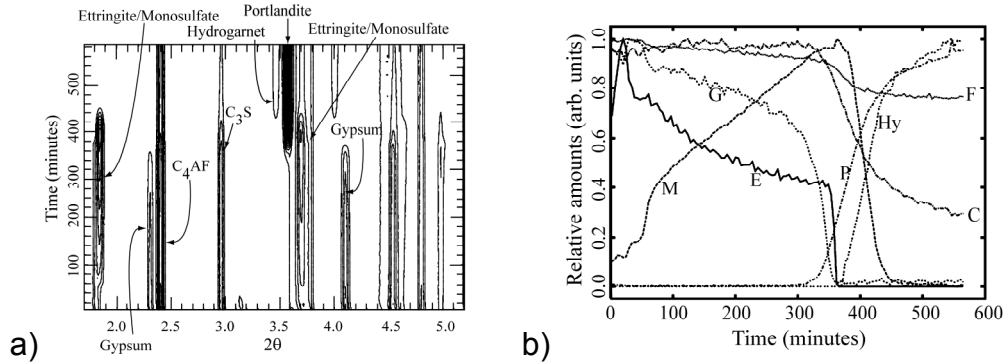 Portlandite
Ettringite/Monosulfate
Hydrogarnet
Ettringite/Monosulfate
C3S
Gypsum
C4AF
Time (minutes)
500
400
300
200
100
2.0 2.5 3.0 3.5 4.0 4.5 5.0
Gypsum
2θ
a)
Relative amounts (arb. units)
1.0
0.8
0.6
0.4
0.2
0.0
G
F
Hy
M
E
P
C
0 100 200 300 400 500 600
Time (minutes)
b)